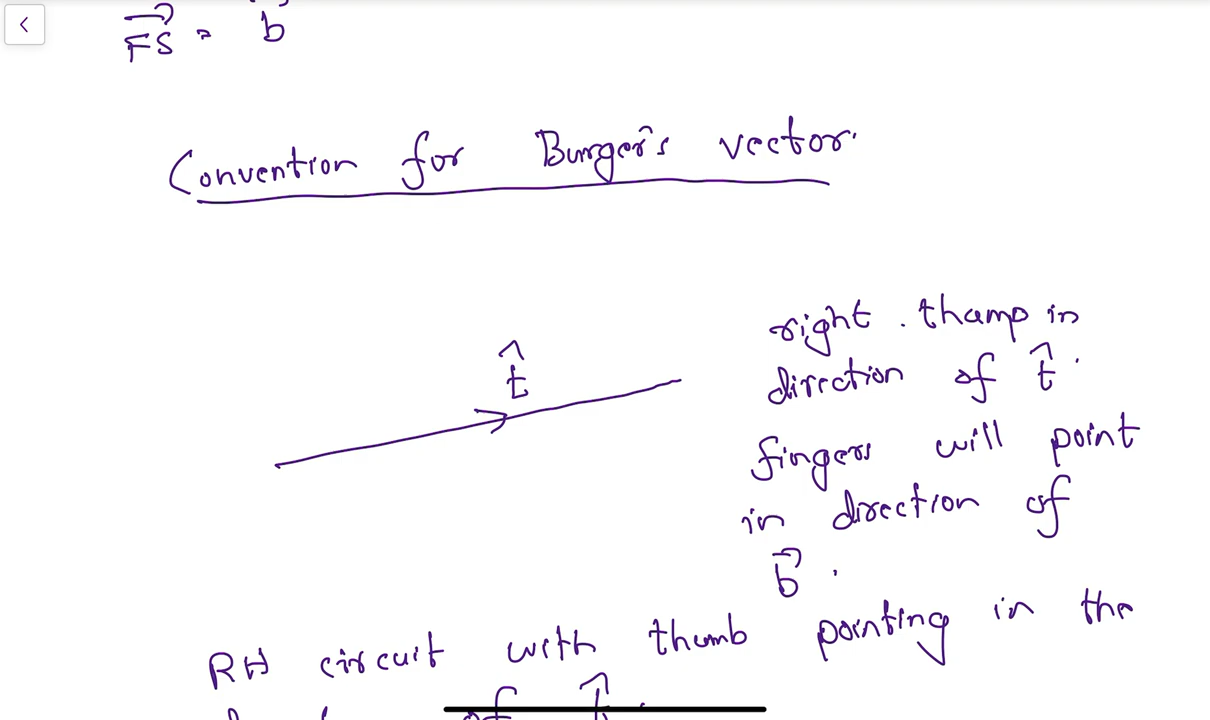 FS = b
Convention for Burger's vector.
t
right . thamp in
direction of t .
fingers will point
in direction of
b .
RH circuit with thumb pointing in the
of t .